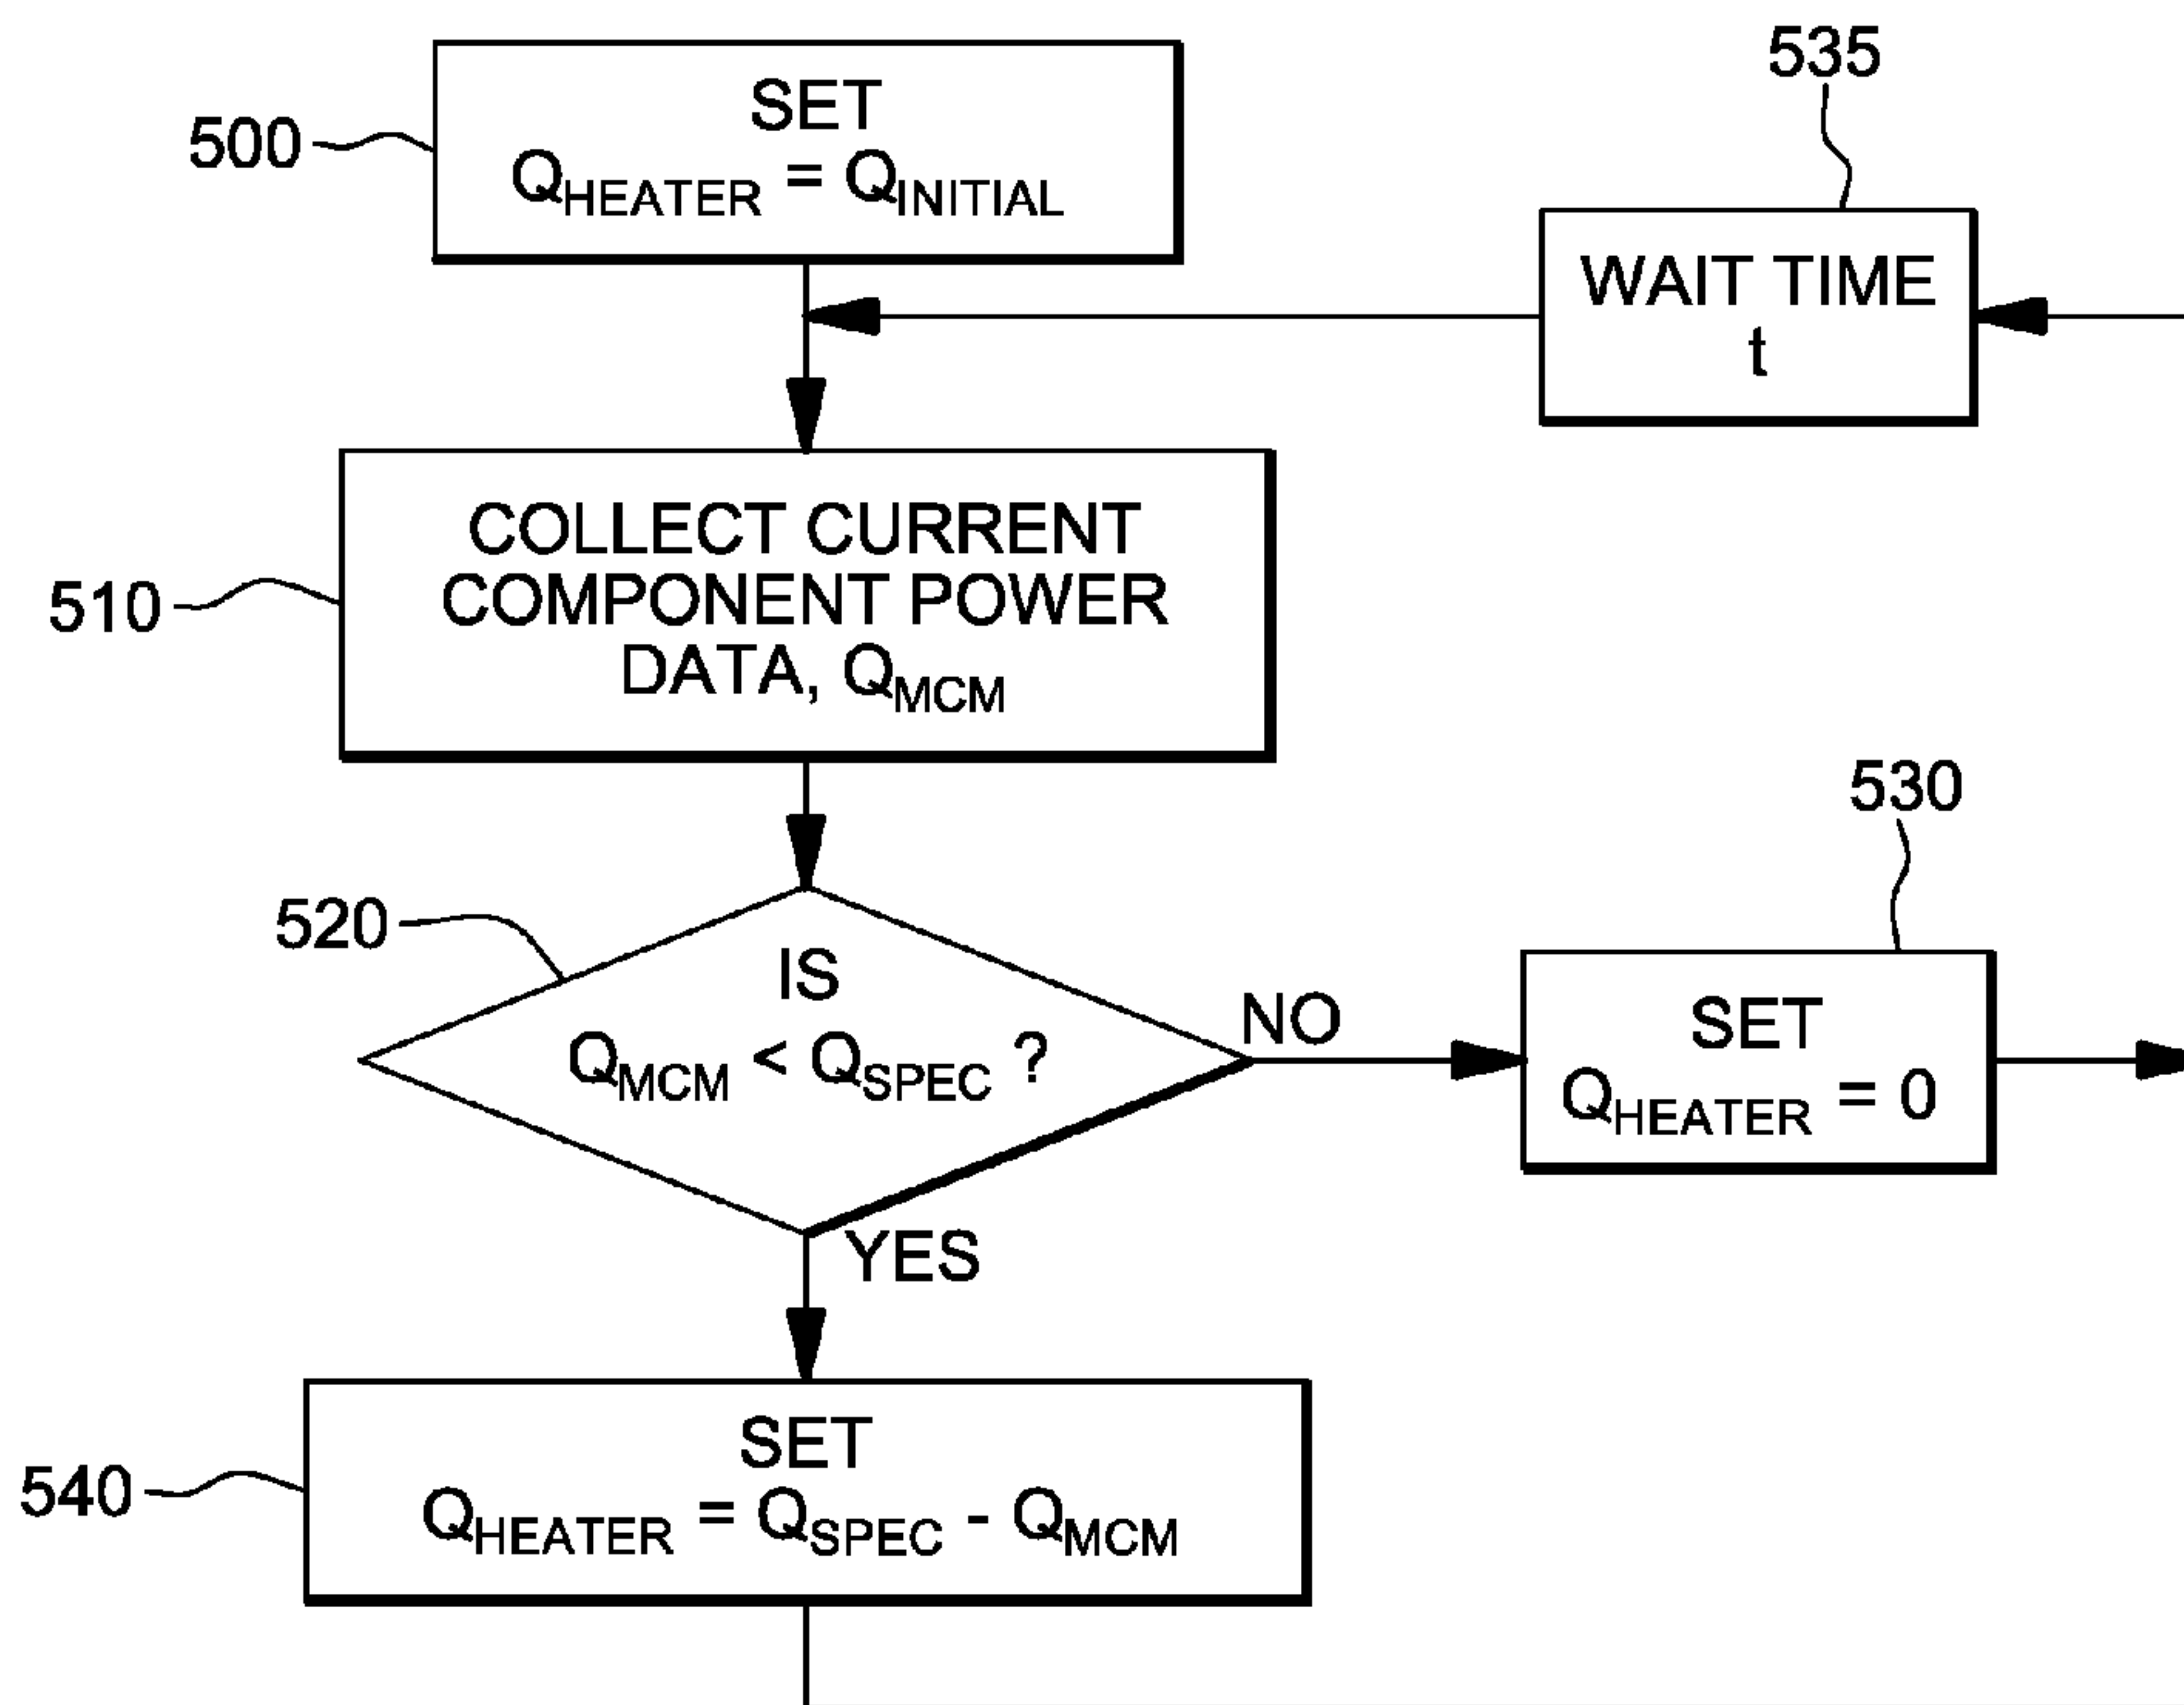 500
SET
QHEATER = QINITIAL
535
WAIT TIME
t
510
COLLECT CURRENT
COMPONENT POWER
DATA, QMCM
520
IS
QMCM < QSPEC ?
NO
YES
530
SET
QHEATER = 0
540
SET
QHEATER = QSPEC - QMCM